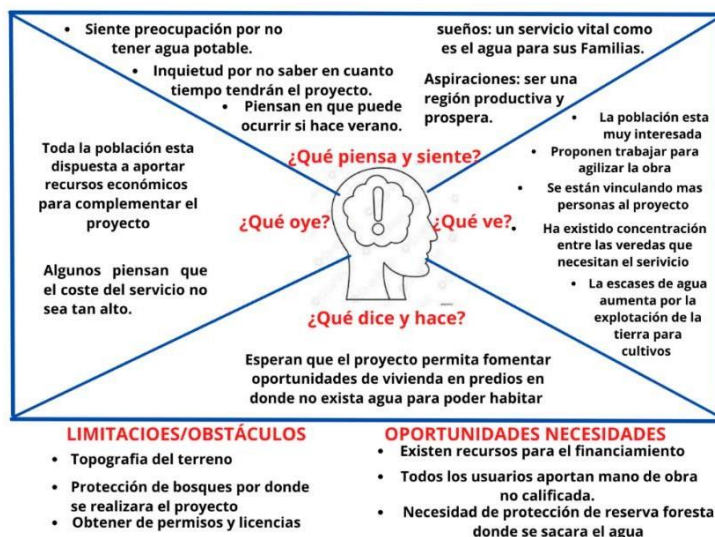 • Siente preocupación por no
tener agua potable.
• Inquietud por no saber en cuanto
tiempo tendrán el proyecto.
• Piensan en que puede
ocurrir si hace verano.
sueños: un servicio vital como
es el agua para sus Familias.
Aspiraciones: ser una
región productiva y
prospera.
¿Qué piensa y siente?
Toda la población esta
dispuesta a aportar
recursos económicos
para complementar el
proyecto
Algunos piensan que
el coste del servicio no
sea tan alto.
¿Qué oye?
¿Qué ve?
• La población esta
muy interesada
• Proponen trabajar para
agilizar la obra
• Se están vinculando mas
personas al proyecto
• Ha existido concentración
entre las veredas que
necesitan el serivicio
• La escases de agua
aumenta por la
explotación de la
tierra para
cultivos
¿Qué dice y hace?
Esperan que el proyecto permita fomentar
oportunidades de vivienda en predios en
donde no exista agua para poder habitar
LIMITACIOES/OBSTÁCULOS
• Topografia del terreno
• Protección de bosques por donde
se realizara el proyecto
• Obtener de permisos y licencias
OPORTUNIDADES NECESIDADES
• Existen recursos para el financiamiento
• Todos los usuarios aportan mano de obra
no calificada.
• Necesidad de protección de reserva foresta
donde se sacara el agua